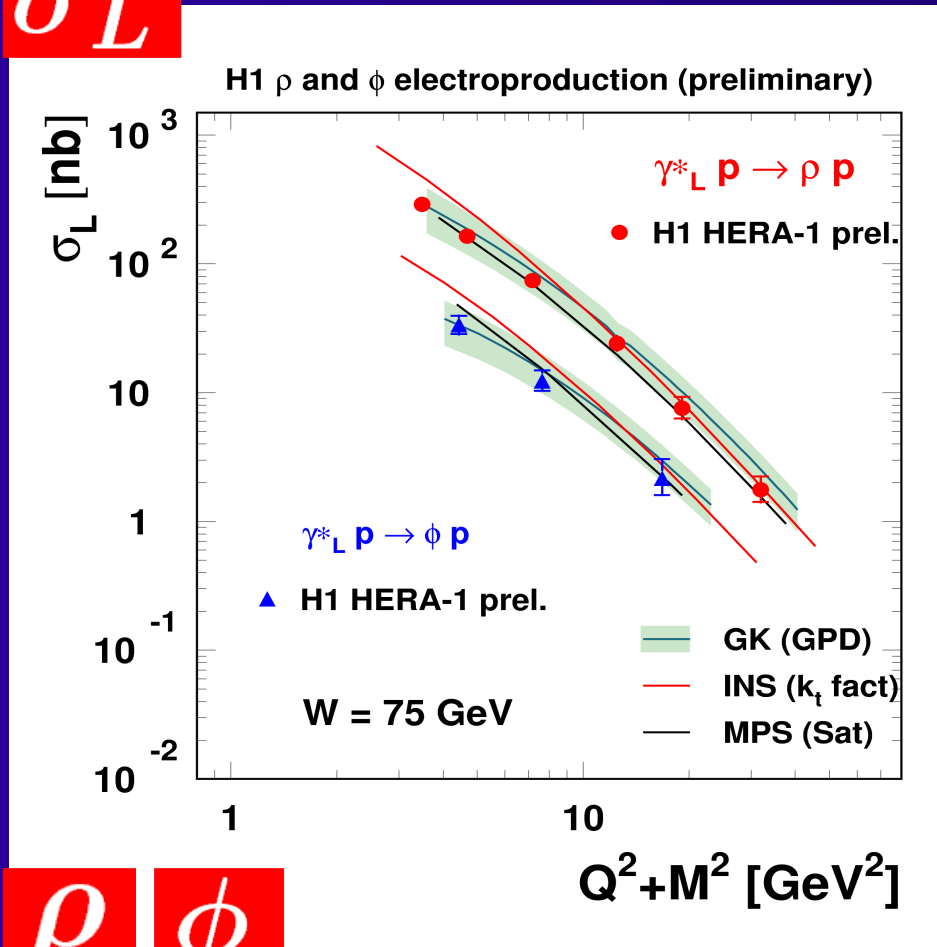 σ L
H1 ρ and ϕ electroproduction (preliminary)
σL [nb]
10 3
γ*L p → ρ p
H1 HERA-1 prel.
10 2
10
1
γ*L p → ϕ p
H1 HERA-1 prel.
10 -1
GK (GPD)
INS (kt fact)
W = 75 GeV
MPS (Sat)
10 -2
1 10
Q2+M2 [GeV2]
ρ ϕ